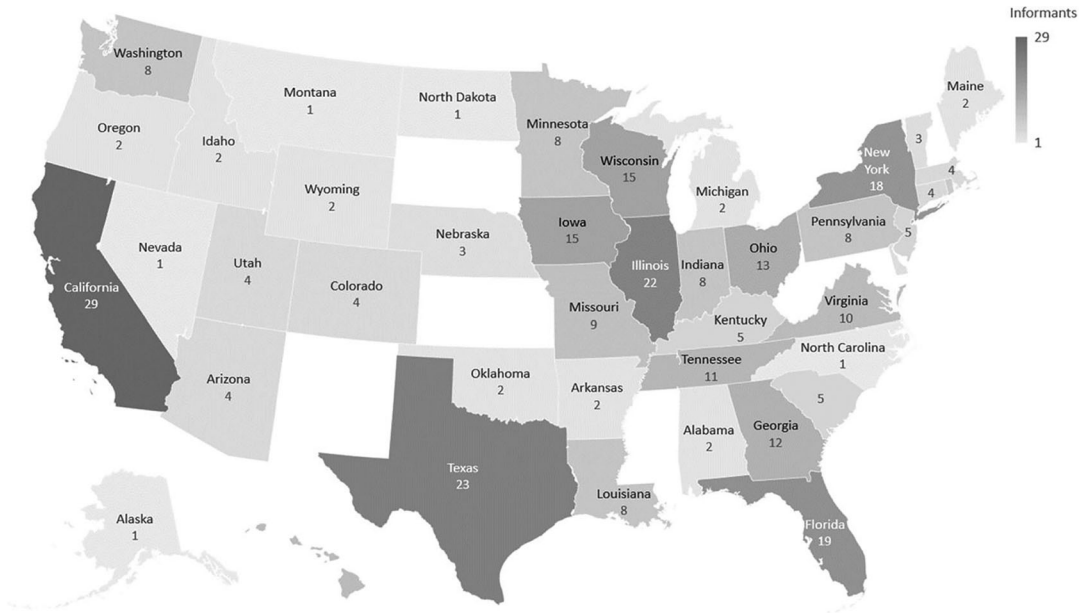 Informants
29
1
Washington
8
Montana
1
North Dakota
1
Minnesota
8
Maine
2
Oregon
2
Idaho
2
Wisconsin
15
3
New
York
18
4
4
Wyoming
2
Michigan
2
Pennsylvania
8
5
Nevada
1
Utah
4
Nebraska
3
Iowa
15
Ohio
13
Illinois
22
Indiana
8
California
29
Colorado
4
Missouri
9
Kentucky
5
Virginia
10
North Carolina
1
Tennessee
11
Arizona
4
Oklahoma
2
Arkansas
2
5
Alabama
2
Georgia
12
Texas
23
Louisiana
8
Alaska
1
Florida
19